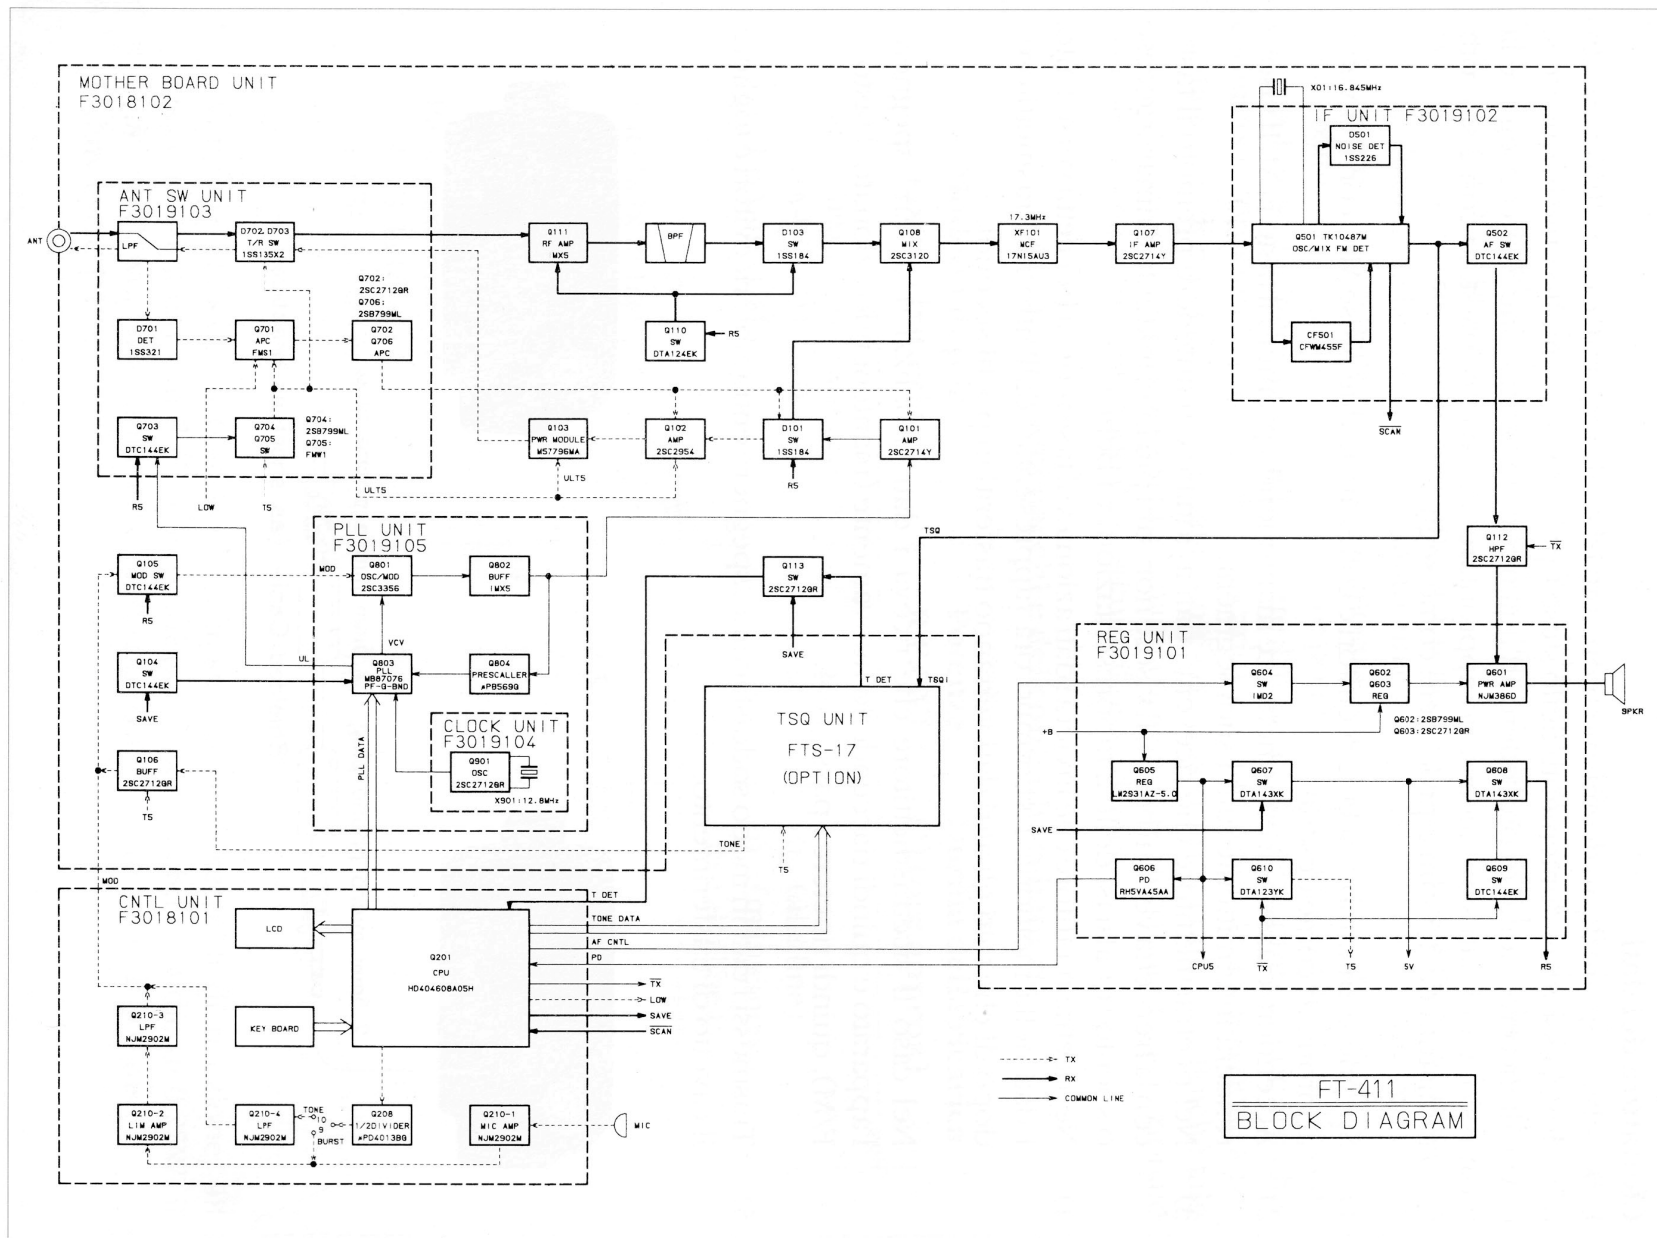 MOTHER BOARD UNIT
F3018102
X01:16.845MHz
IF UNIT F3019102
D501
NOISE DET
1SS226
ANT SW UNIT
F3019103
ANT
LPF
D702, D703
T/R SW
1SS135X2
Q111
RF AMP
MX5
BPF
D103
SW
1SS184
Q108
MIX
2SC3120
17.3MHz
XF101
MCF
17N15AU3
Q107
IF AMP
2SC2714Y
Q501 TK10487M
OSC/MIX FM DET
Q502
AF SW
DTC144EK
Q702:
2SC2712GR
Q706:
2SB799ML
D701
DET
1SS321
Q701
APC
FMS1
Q702
Q706
APC
Q110
SW
DTA124EK
R5
CF501
CFWM455F
Q703
SW
DTC144EK
Q704
Q705
SW
Q704:
2SB799ML
Q705:
FMW1
Q103
PWR MODULE
M57796MA
Q102
AMP
2SC2954
D101
SW
1SS184
Q101
AMP
2SC2714Y
SCAN
R5
LOW
T5
ULT5
ULT5
R5
PLL UNIT
F3019105
TSQ
Q105
MOD SW
DTC144EK
MOD
Q801
OSC/MOD
2SC3356
Q802
BUFF
IMX5
Q113
SW
2SC2712GR
Q112
HPF
2SC2712GR
TX
R5
VCV
SAVE
REG UNIT
F3019101
UL
Q104
SW
DTC144EK
Q803
PLL
MB87076
PF-G-BND
Q804
PRESCALLER
μPB569G
T DET
TSQI
Q604
SW
IMD2
Q602
Q603
REG
Q601
PWR AMP
NJM386D
SPKR
SAVE
CLOCK UNIT
F3019104
TSQ UNIT
FTS-17
(OPTION)
Q602:2SB799ML
Q603:2SC2712GR
+B
PLL DATA
Q106
BUFF
2SC2712GR
Q901
OSC
2SC2712GR
X901:12.8MHz
Q605
REG
LM2931AZ-5.0
Q607
SW
DTA143XK
Q608
SW
DTA143XK
T5
SAVE
TONE
T5
Q606
PD
RH5VA45AA
Q610
SW
DTA123YK
Q609
SW
DTC144EK
MOD
CNTL UNIT
F3018101
T DET
LCD
TONE DATA
AF CNTL
PD
Q201
CPU
HD404608A05H
CPU5
TX
T5
5V
R5
TX
LOW
SAVE
SCAN
Q210-3
LPF
NJM2902M
KEY BOARD
TX
RX
COMMON LINE
Q210-2
LIM AMP
NJM2902M
Q210-4
LPF
NJM2902M
TONE
10
9
BURST
Q208
1/2DIVIDER
μPD4013BG
Q210-1
MIC AMP
NJM2902M
MIC
FT-411
BLOCK DIAGRAM